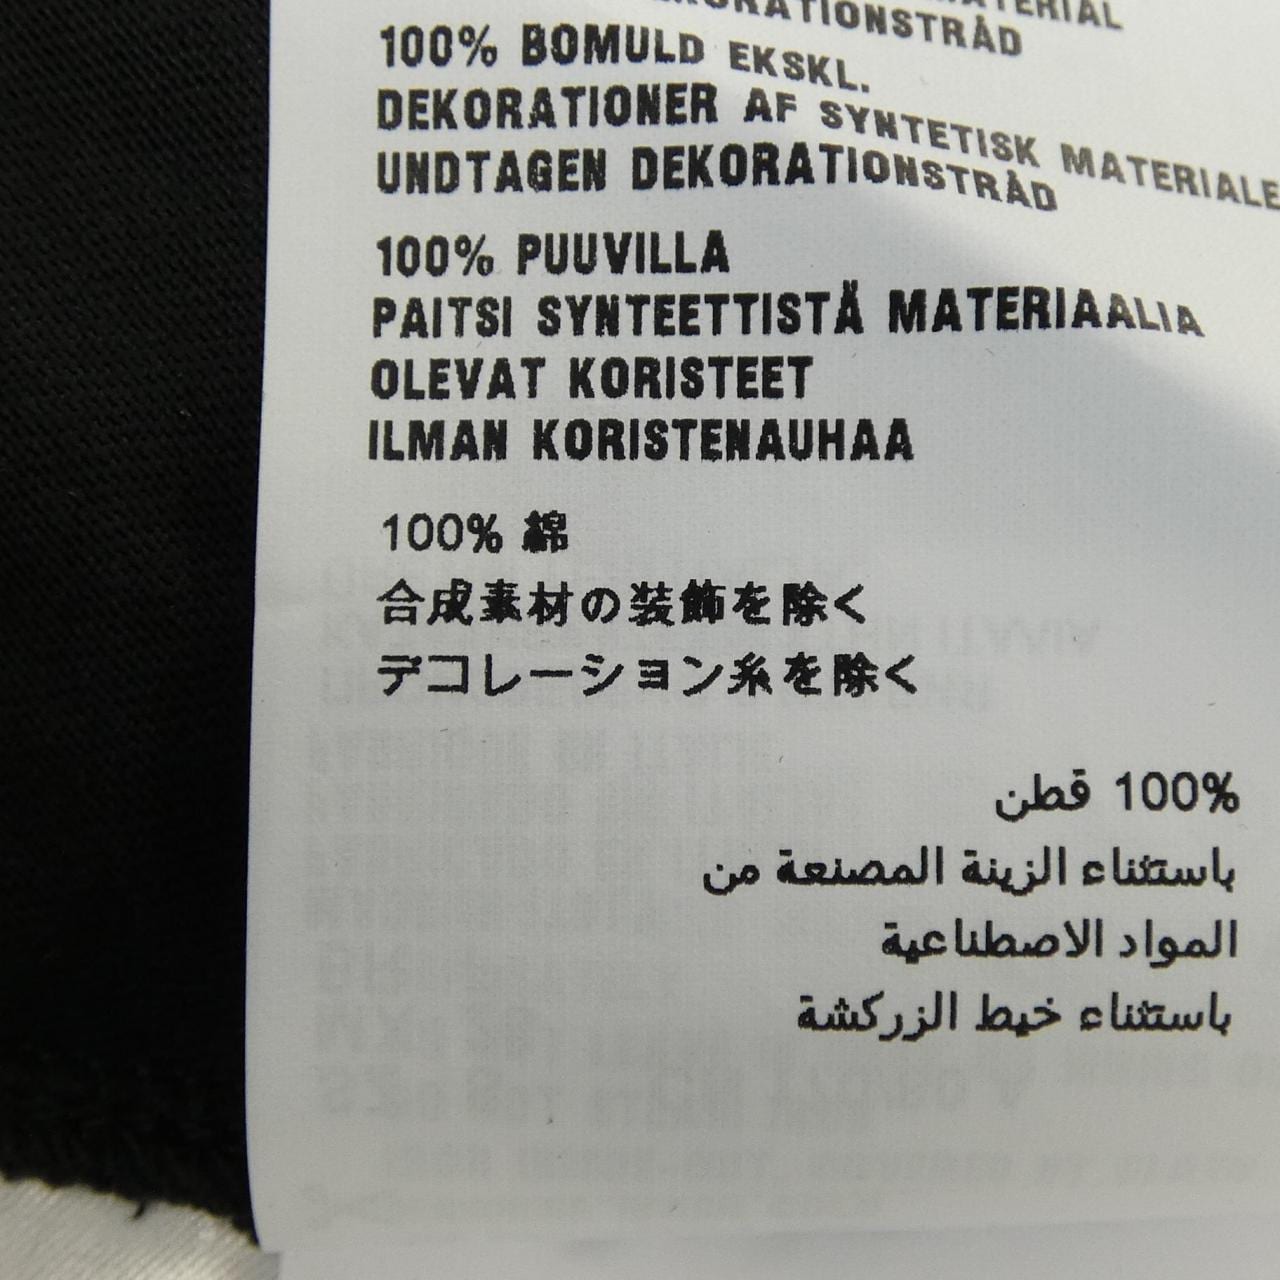 MATERIAL
DEKORATIONSTRÅD
100% BOMULD EKSKL.
DEKORATIONER AF SYNTETISK MATERIALE
UNDTAGEN DEKORATIONSTRÅD
100% PUUVILLA
PAITSI SYNTEETTISTÄ MATERIAALIA
OLEVAT KORISTEET
ILMAN KORISTENAUHAA
100% 綿
合成素材の装飾を除く
デコレーション糸を除く
100% قطن
باستثناء الزينة المصنعة من
المواد الاصطناعية
باستثناء خيط الزركشة